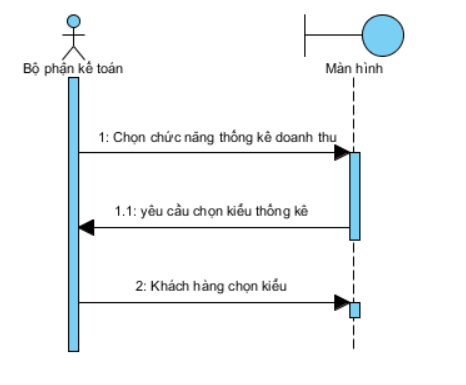 Bộ phận kế toán
Màn hình
1: Chọn chức năng thống kê doanh thu
1.1: yêu cầu chọn kiểu thống kê
2: Khách hàng chọn kiểu